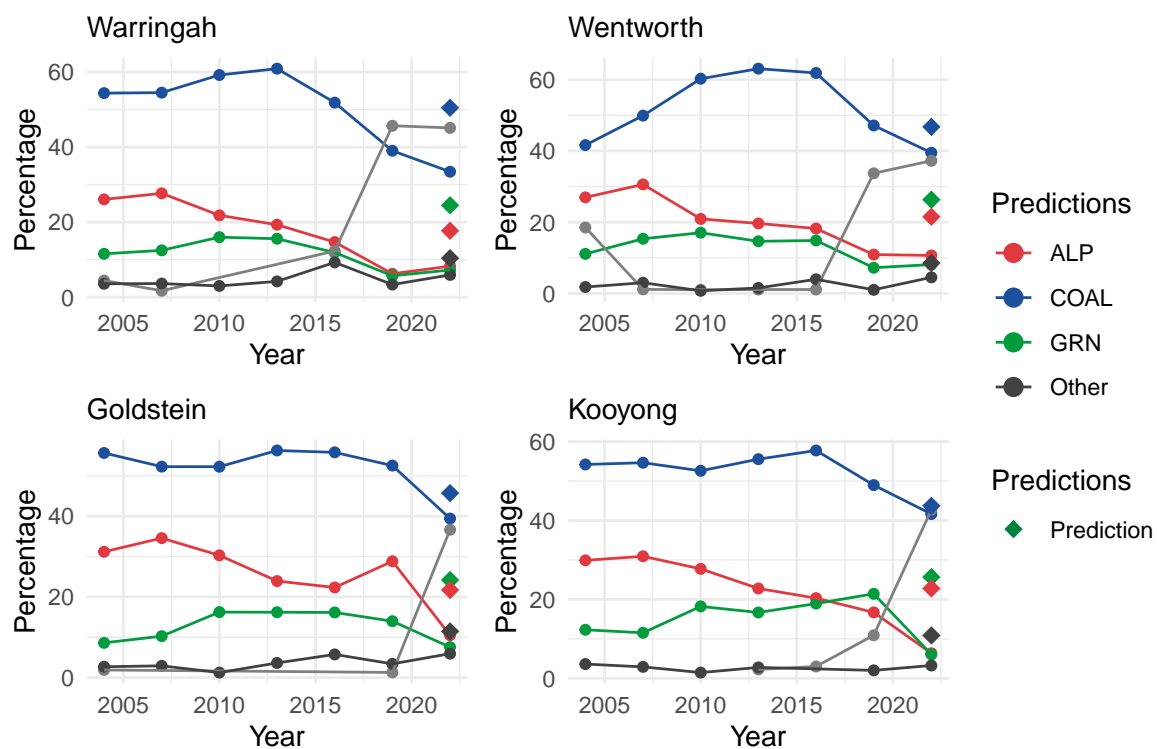 Warringah
Percentage
60
40
20
0
2005 2010 2015 2020
Year
Wentworth
Percentage
60
40
20
0
2005 2010 2015 2020
Year
Goldstein
Percentage
40
20
0
2005 2010 2015 2020
Year
Kooyong
Percentage
60
40
20
0
2005 2010 2015 2020
Year
Predictions
ALP
COAL
GRN
Other
Predictions
Prediction